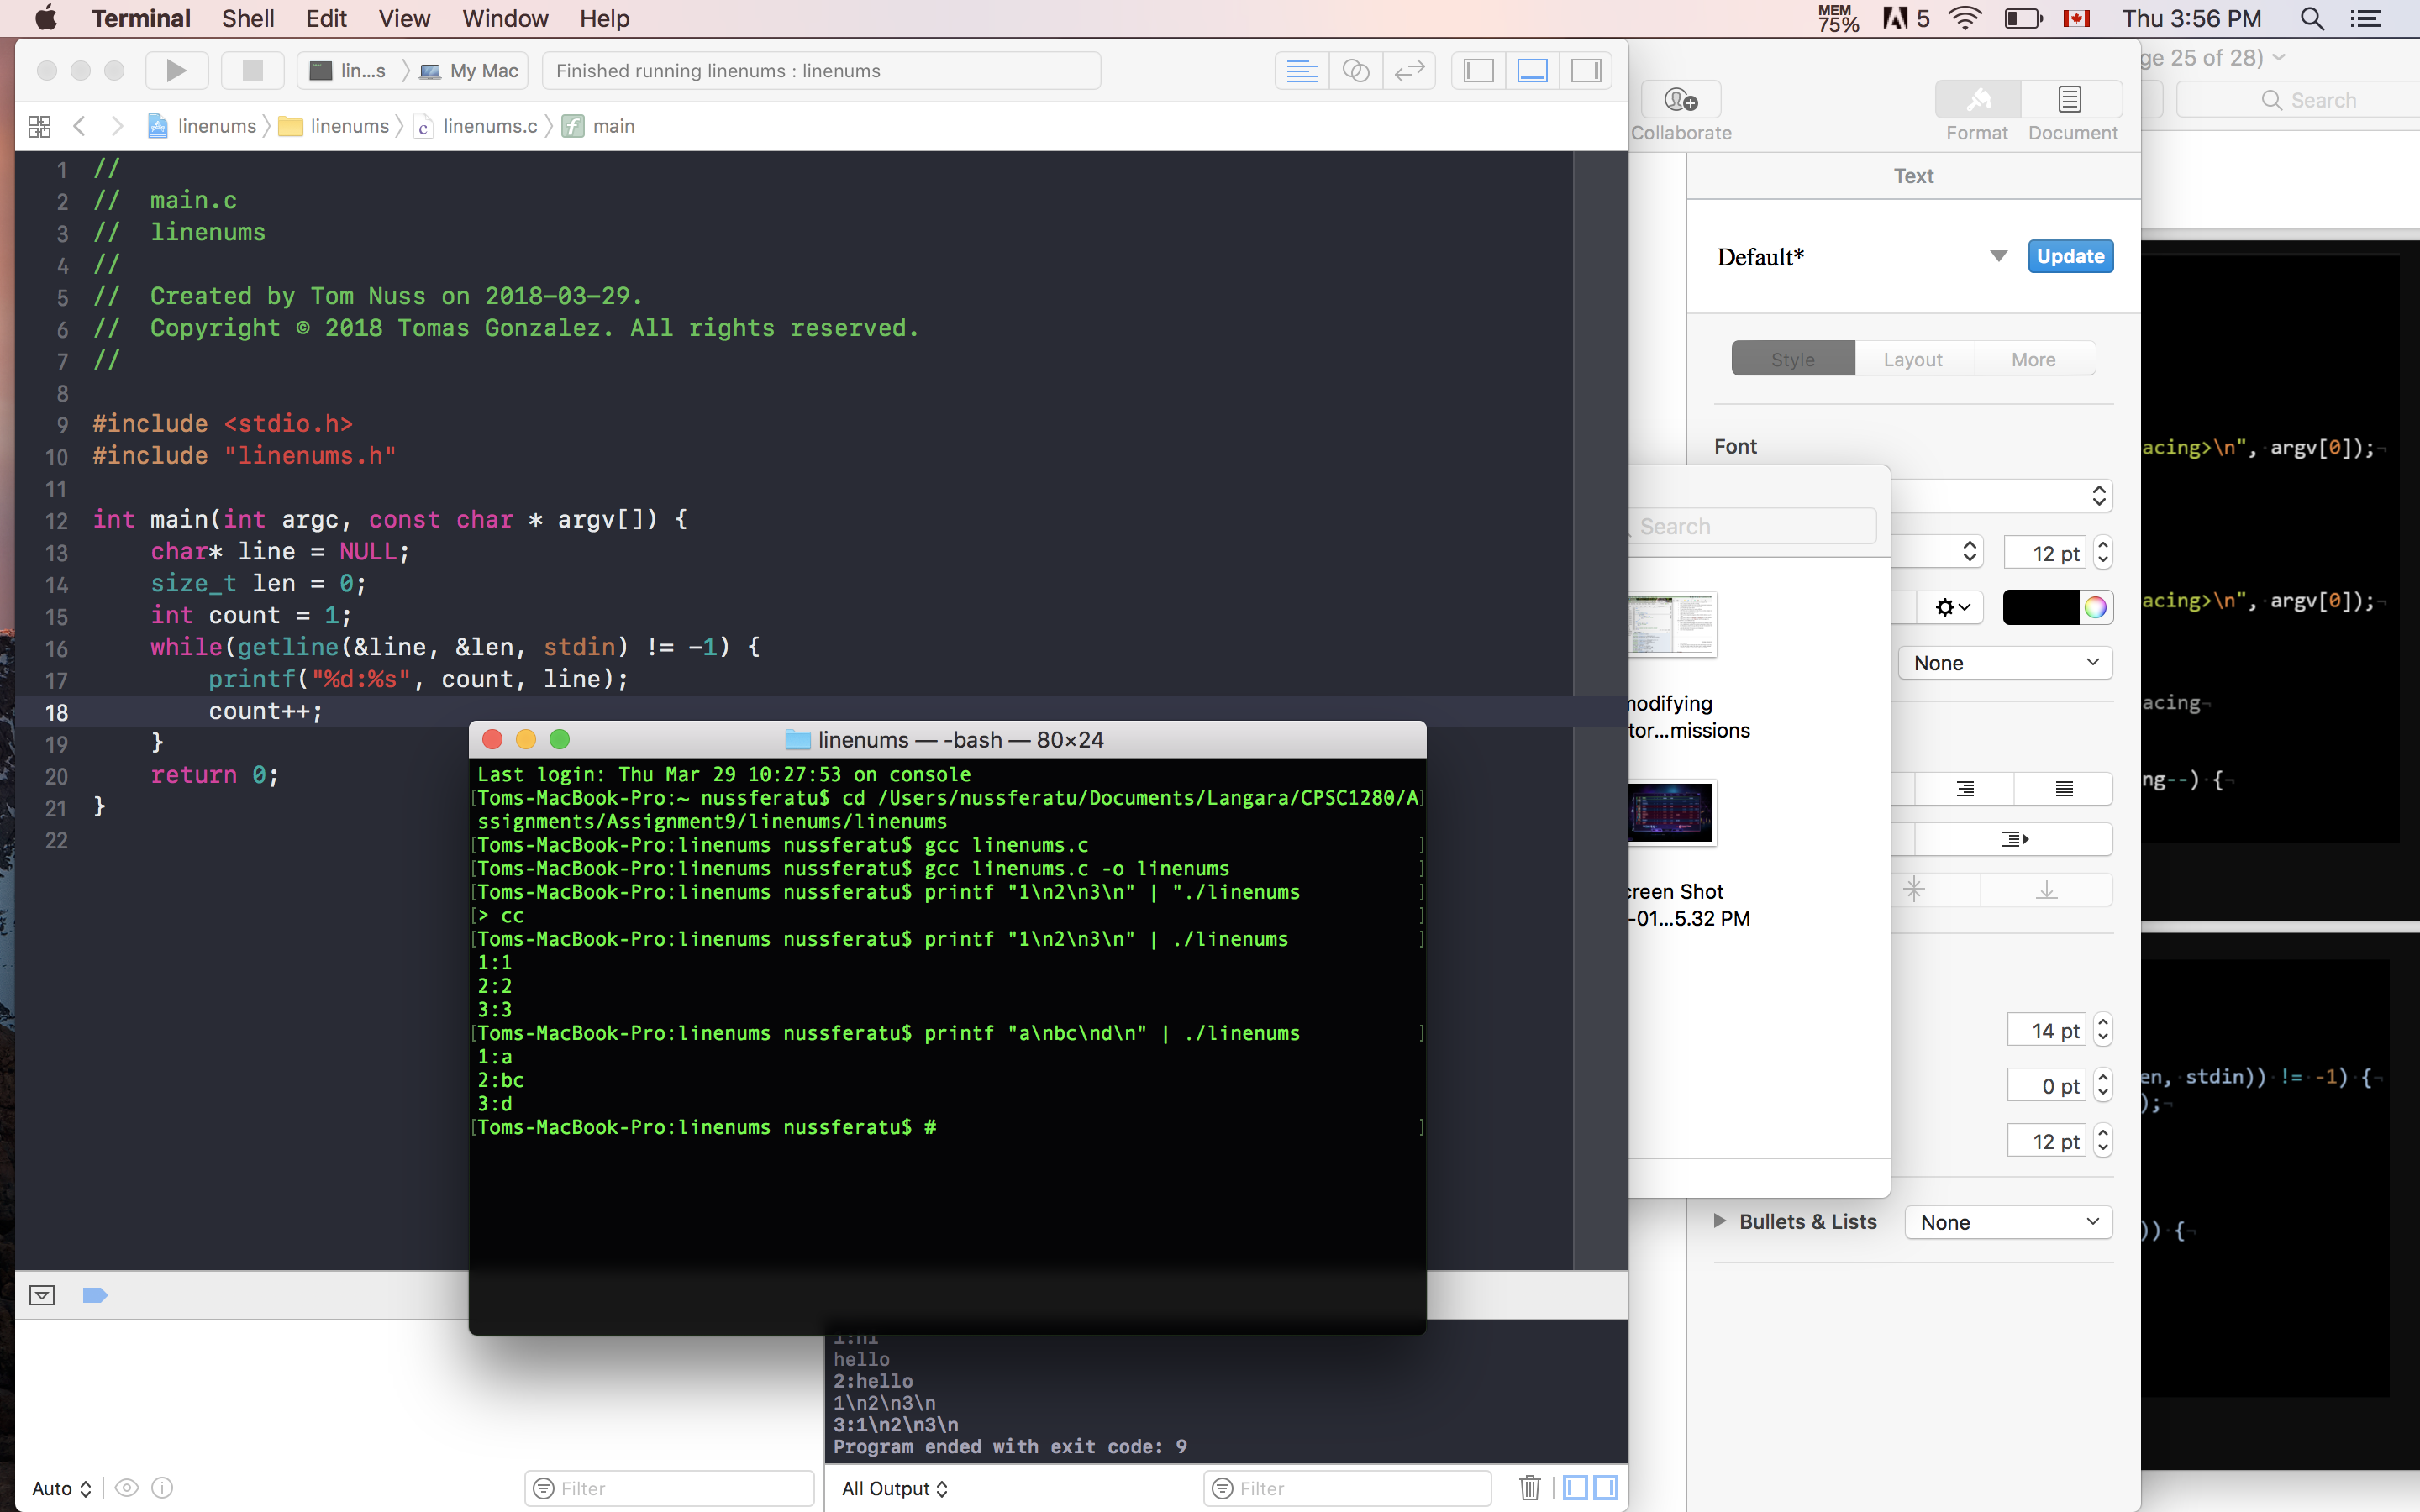 Terminal Shell Edit View Window Help MEM 75% 5 Thu 3:56 PM
lin...s My Mac Finished running linenums : linenums
linenums linenums linenums.c main
1 //
2 // main.c
3 // linenums
4 //
5 // Created by Tom Nuss on 2018-03-29.
6 // Copyright © 2018 Tomas Gonzalez. All rights reserved.
7 //
8
9 #include <stdio.h>
10 #include "linenums.h"
11
12 int main(int argc, const char * argv[]) {
13 char* line = NULL;
14 size_t len = 0;
15 int count = 1;
16 while(getline(&line, &len, stdin) != -1) {
17 printf("%d:%s", count, line);
18 count++;
19 }
20 return 0;
21 }
22
linenums — -bash — 80×24
Last login: Thu Mar 29 10:27:53 on console
[Toms-MacBook-Pro:~ nussferatu$ cd /Users/nussferatu/Documents/Langara/CPSC1280/A]
ssignments/Assignment9/linenums/linenums
[Toms-MacBook-Pro:linenums nussferatu$ gcc linenums.c ]
[Toms-MacBook-Pro:linenums nussferatu$ gcc linenums.c -o linenums ]
[Toms-MacBook-Pro:linenums nussferatu$ printf "1\n2\n3\n" | "./linenums ]
[> cc ]
[Toms-MacBook-Pro:linenums nussferatu$ printf "1\n2\n3\n" | ./linenums ]
1:1
2:2
3:3
[Toms-MacBook-Pro:linenums nussferatu$ printf "a\nbc\nd\n" | ./linenums ]
1:a
2:bc
3:d
[Toms-MacBook-Pro:linenums nussferatu$ # ]
hello
2:hello
1\n2\n3\n
3:1\n2\n3\n
Program ended with exit code: 9
Auto Filter All Output Filter
Collaborate Format Document
Text
Default* Update
Style Layout More
Font
12 pt
None
14 pt
0 pt
12 pt
Bullets & Lists None
Search
modifying
tor...missions
creen Shot
-01...5.32 PM
ge 25 of 28)
Search
acing>\n", argv[0]);
acing>\n", argv[0]);
acing
ng--) {
en, stdin)) != -1) {
);
)) {